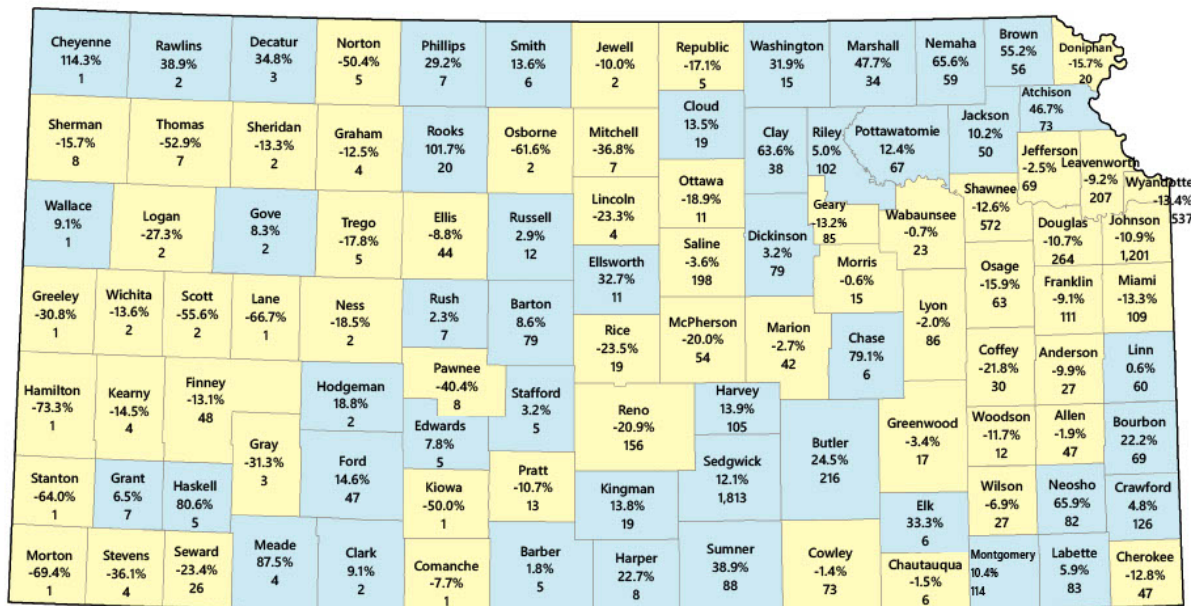 Cheyenne
114.3%
1
Rawlins
38.9%
2
Decatur
34.8%
3
Norton
-50.4%
5
Phillips
29.2%
7
Smith
13.6%
6
Jewell
-10.0%
2
Republic
-17.1%
5
Washington
31.9%
15
Marshall
47.7%
34
Nemaha
65.6%
59
Brown
55.2%
56
Doniphan
-15.7%
20
Sherman
-15.7%
8
Thomas
-52.9%
7
Sheridan
-13.3%
2
Graham
-12.5%
4
Rooks
101.7%
20
Osborne
-61.6%
2
Mitchell
-36.8%
7
Cloud
13.5%
19
Clay
63.6%
38
Riley
5.0%
102
Pottawatomie
12.4%
67
Jackson
10.2%
50
Atchison
46.7%
73
Jefferson
-2.5%
69
Leavenworth
-9.2%
207
Wyandotte
-13.4%
537
Wallace
9.1%
1
Logan
-27.3%
2
Gove
8.3%
2
Trego
-17.8%
5
Ellis
-8.8%
44
Russell
2.9%
12
Lincoln
-23.3%
4
Ottawa
-18.9%
11
Saline
-3.6%
198
Dickinson
3.2%
79
Geary
-13.2%
85
Wabaunsee
-0.7%
23
Shawnee
-12.6%
572
Douglas
-10.7%
264
Johnson
-10.9%
1,201
Ellsworth
32.7%
11
Morris
-0.6%
15
Osage
-15.9%
63
Franklin
-9.1%
111
Miami
-13.3%
109
Greeley
-30.8%
1
Wichita
-13.6%
2
Scott
-55.6%
2
Lane
-66.7%
1
Ness
-18.5%
2
Rush
2.3%
7
Barton
8.6%
79
Rice
-23.5%
19
McPherson
-20.0%
54
Marion
-2.7%
42
Chase
79.1%
6
Lyon
-2.0%
86
Coffey
-21.8%
30
Anderson
-9.9%
27
Linn
0.6%
60
Hamilton
-73.3%
1
Kearny
-14.5%
4
Finney
-13.1%
48
Hodgeman
18.8%
2
Pawnee
-40.4%
8
Stafford
3.2%
5
Reno
-20.9%
156
Harvey
13.9%
105
Butler
24.5%
216
Greenwood
-3.4%
17
Woodson
-11.7%
12
Allen
-1.9%
47
Bourbon
22.2%
69
Gray
-31.3%
3
Ford
14.6%
47
Edwards
7.8%
5
Pratt
-10.7%
13
Kingman
13.8%
19
Sedgwick
12.1%
1,813
Stanton
-64.0%
1
Grant
6.5%
7
Haskell
80.6%
5
Kiowa
-50.0%
1
Elk
33.3%
6
Wilson
-6.9%
27
Neosho
65.9%
82
Crawford
4.8%
126
Morton
-69.4%
1
Stevens
-36.1%
4
Seward
-23.4%
26
Meade
87.5%
4
Clark
9.1%
2
Comanche
-7.7%
1
Barber
1.8%
5
Harper
22.7%
8
Sumner
38.9%
88
Cowley
-1.4%
73
Chautauqua
-1.5%
6
Montgomery
10.4%
114
Labette
5.9%
83
Cherokee
-12.8%
47